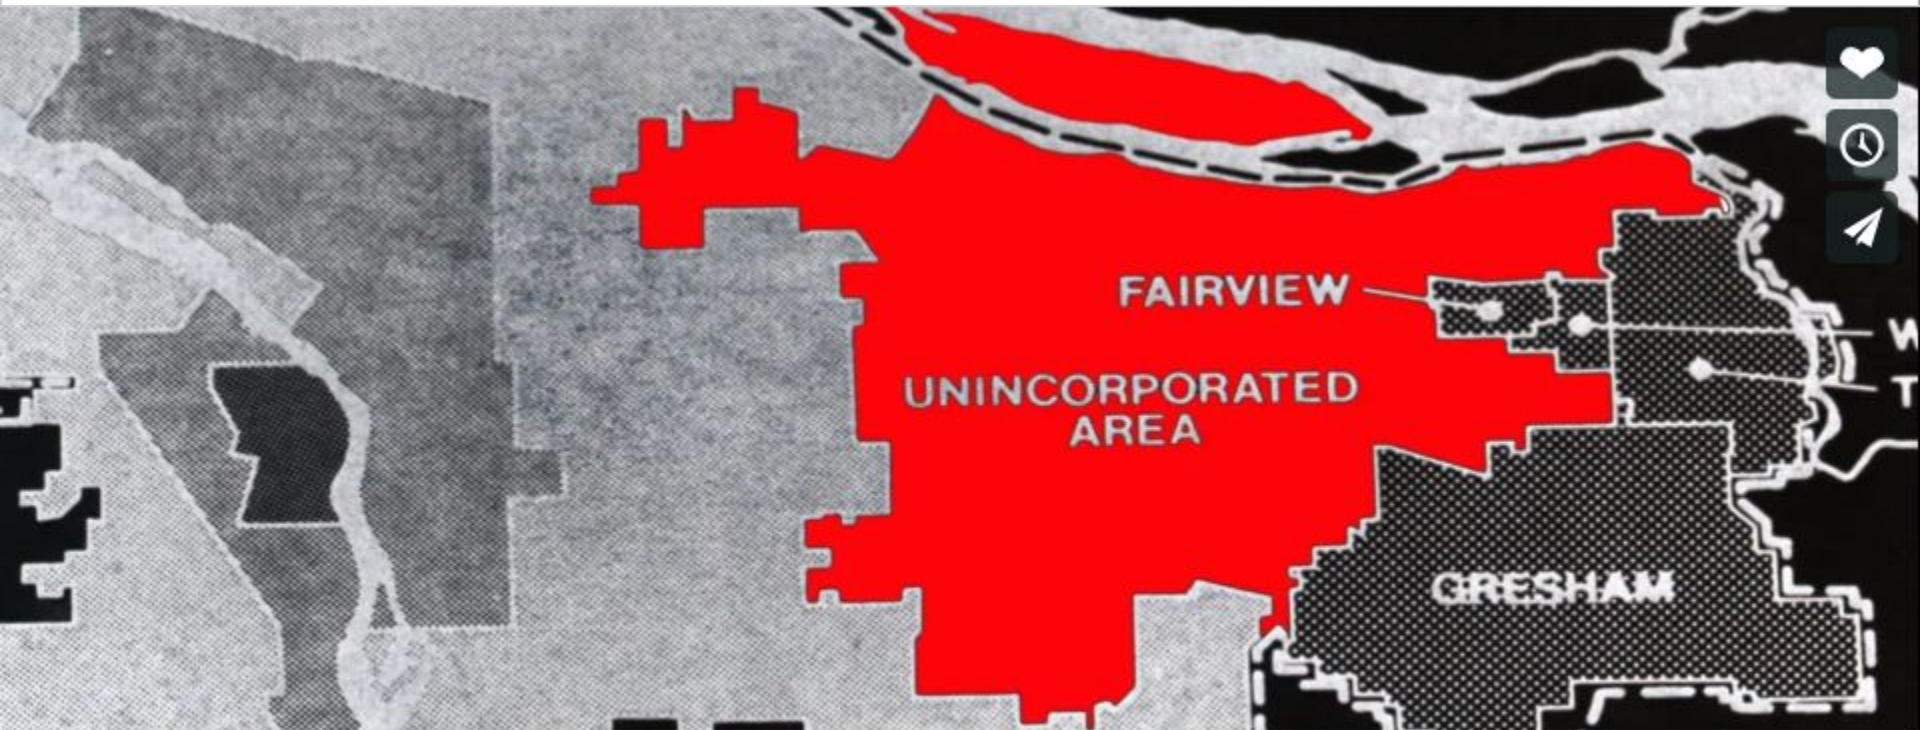 FAIRVIEW
W
UNINCORPORATED
T
AREA
GRESHAM